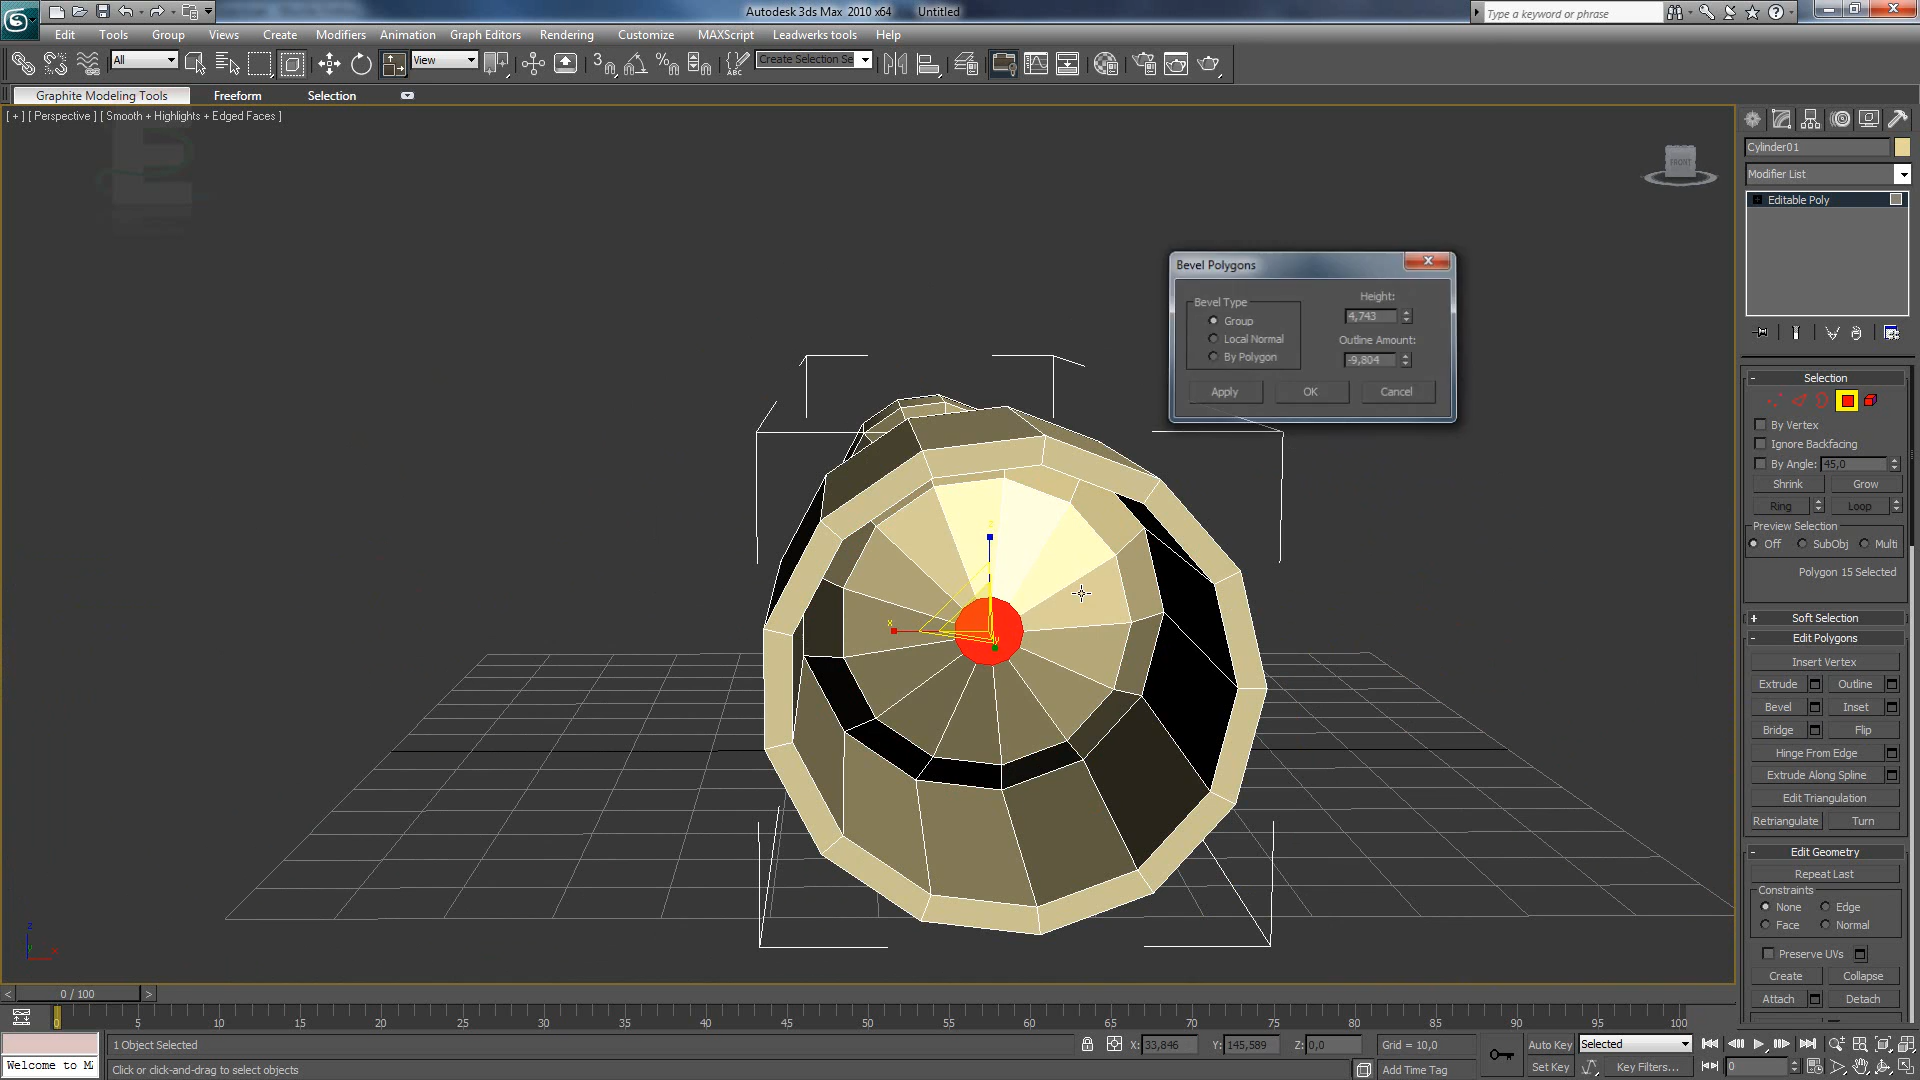 Autodesk 3ds Max 2010 x64 Untitled
Type a keyword or phrase
Edit Tools Group Views Create Modifiers Animation Graph Editors Rendering Customize MAXScript Leadwerks tools Help
All View Create Selection Se
Graphite Modeling Tools Freeform Selection
[ + ] [ Perspective ] [ Smooth + Highlights + Edged Faces ]
FRONT
Cylinder01
Modifier List
Editable Poly
Bevel Polygons
Bevel Type
Group
Local Normal
By Polygon
Height:
4,743
Outline Amount:
-9,804
Apply OK Cancel
z
x
y
Selection
By Vertex
Ignore Backfacing
By Angle: 45,0
Shrink Grow
Ring Loop
Preview Selection
Off SubObj Multi
Polygon 15 Selected
Soft Selection
Edit Polygons
Insert Vertex
Extrude Outline
Bevel Inset
Bridge Flip
Hinge From Edge
Extrude Along Spline
Edit Triangulation
Retriangulate Turn
Edit Geometry
Repeat Last
Constraints
None Edge
Face Normal
Preserve UVs
Create Collapse
Attach Detach
z
y
x
< 0 / 100 >
0 5 10 15 20 25 30 35 40 45 50 55 60 65 70 75 80 85 90 95 100
1 Object Selected X: 33,846 Y: 145,589 Z: 0,0 Grid = 10,0 Auto Key Selected
Welcome to M Click or click-and-drag to select objects Add Time Tag Set Key Key Filters... 0